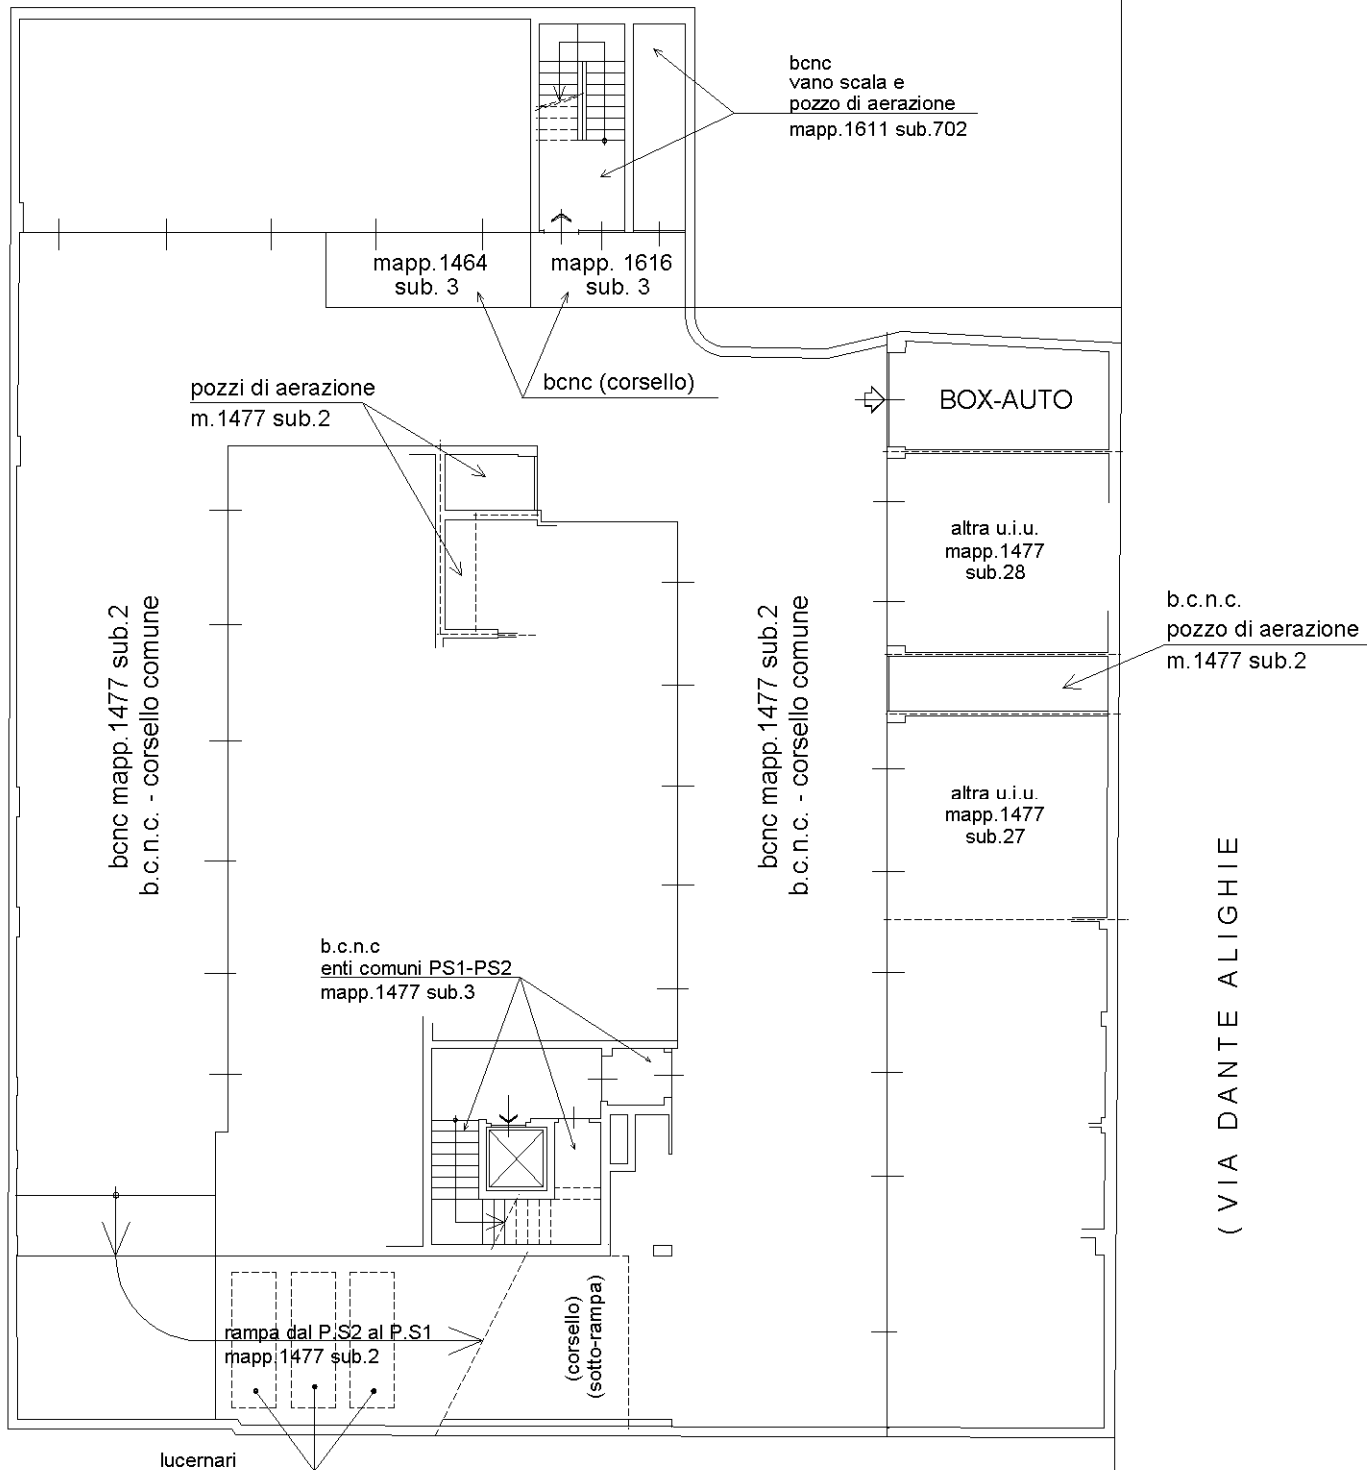 bcnc
vano scala e
pozzo di aerazione
mapp.1611 sub.702
mapp.1464
sub. 3
mapp. 1616
sub. 3
bcnc (corsello)
pozzi di aerazione
m.1477 sub.2
BOX-AUTO
altra u.i.u.
mapp.1477
sub.28
b.c.n.c.
pozzo di aerazione
m.1477 sub.2
bcnc mapp.1477 sub.2
b.c.n.c. - corsello comune
bcnc mapp.1477 sub.2
b.c.n.c. - corsello comune
altra u.i.u.
mapp.1477
sub.27
b.c.n.c
enti comuni PS1-PS2
mapp.1477 sub.3
( VIA DANTE ALIGHIE
(corsello)
(sotto-rampa)
rampa dal P.S2 al P.S1
mapp.1477 sub.2
lucernari